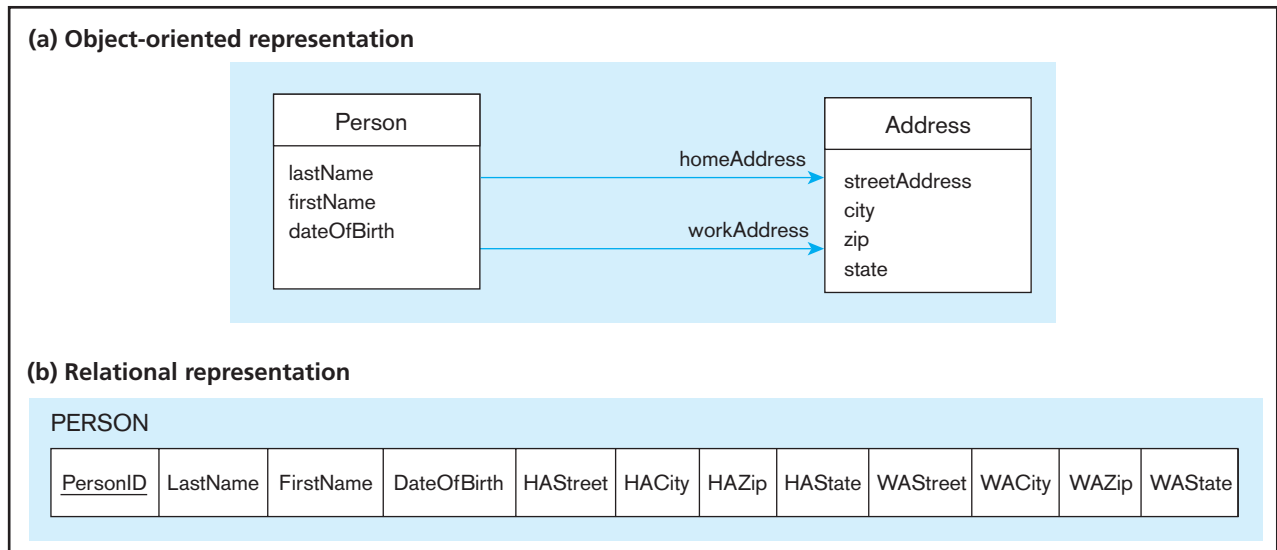 (a) Object-oriented representation
Person
lastName
firstName
dateOfBirth
homeAddress
workAddress
Address
streetAddress
city
zip
state
(b) Relational representation
PERSON
PersonID LastName FirstName DateOfBirth HAStreet HACity HAZip HAState WAStreet WACity WAZip WAState